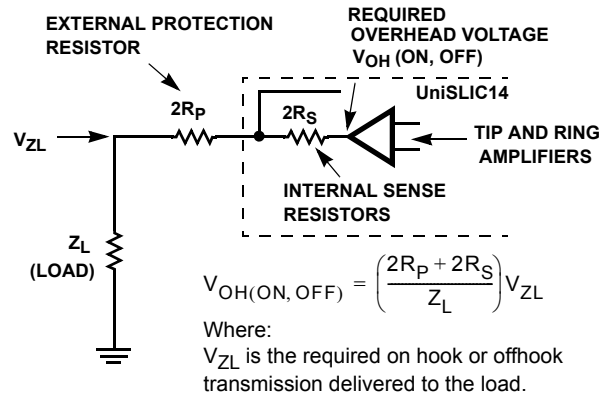 EXTERNAL PROTECTION
RESISTOR
REQUIRED
OVERHEAD VOLTAGE
VOH (ON, OFF)
UniSLIC14
2RP
2RS
VZL
TIP AND RING
AMPLIFIERS
INTERNAL SENSE
RESISTORS
ZL
(LOAD)
VOH(ON, OFF) = ((2RP + 2RS)/ZL) VZL
Where:
VZL is the required on hook or offhook
transmission delivered to the load.